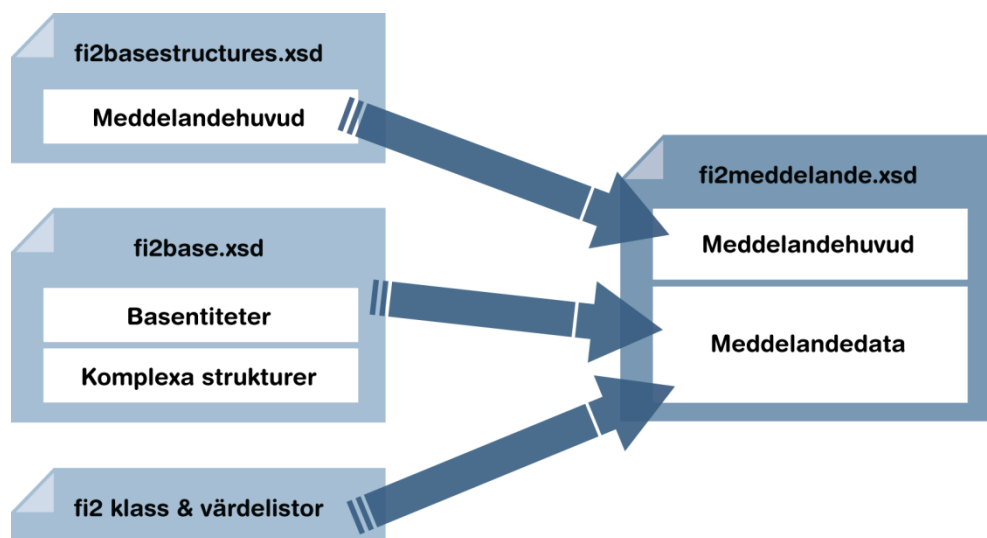 fi2basestructures.xsd
Meddelandehuvud
fi2base.xsd
Basentiteter
Komplexa strukturer
fi2 klass & värdelistor
fi2meddelande.xsd
Meddelandehuvud
Meddelandedata